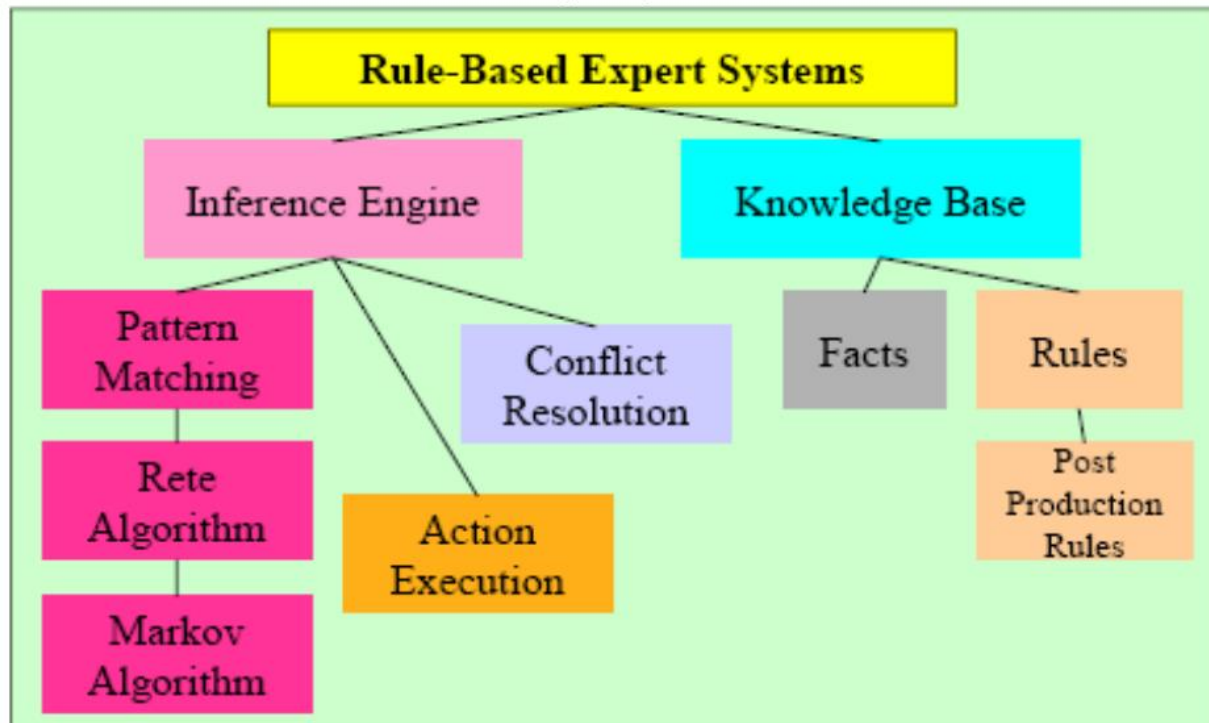 Rule-Based Expert Systems
Inference Engine
Knowledge Base
Pattern
Matching
Conflict
Resolution
Facts
Rules
Rete
Algorithm
Action
Execution
Post
Production
Rules
Markov
Algorithm